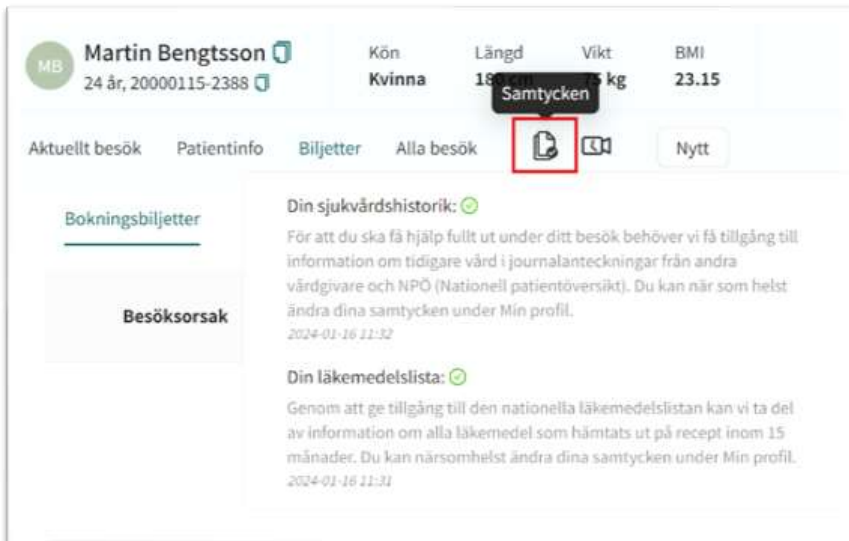 MB
Martin Bengtsson
24 år, 20000115-2388
Kön
Kvinna
Längd
180 cm
Vikt
75 kg
BMI
23.15
Samtycken
Aktuellt besök
Patientinfo
Biljetter
Alla besök
Nytt
Bokningsbiljetter
Besöksorsak
Din sjukvårdshistorik:
För att du ska få hjälp fullt ut under ditt besök behöver vi få tillgång till
information om tidigare vård i journalanteckningar från andra
vårdgivare och NPÖ (Nationell patientöversikt). Du kan när som helst
ändra dina samtycken under Min profil.
2024-01-16 11:32
Din läkemedelslista:
Genom att ge tillgång till den nationella läkemedelslistan kan vi ta del
av information om alla läkemedel som hämtats ut på recept inom 15
månader. Du kan närsomhelst ändra dina samtycken under Min profil.
2024-01-16 11:31